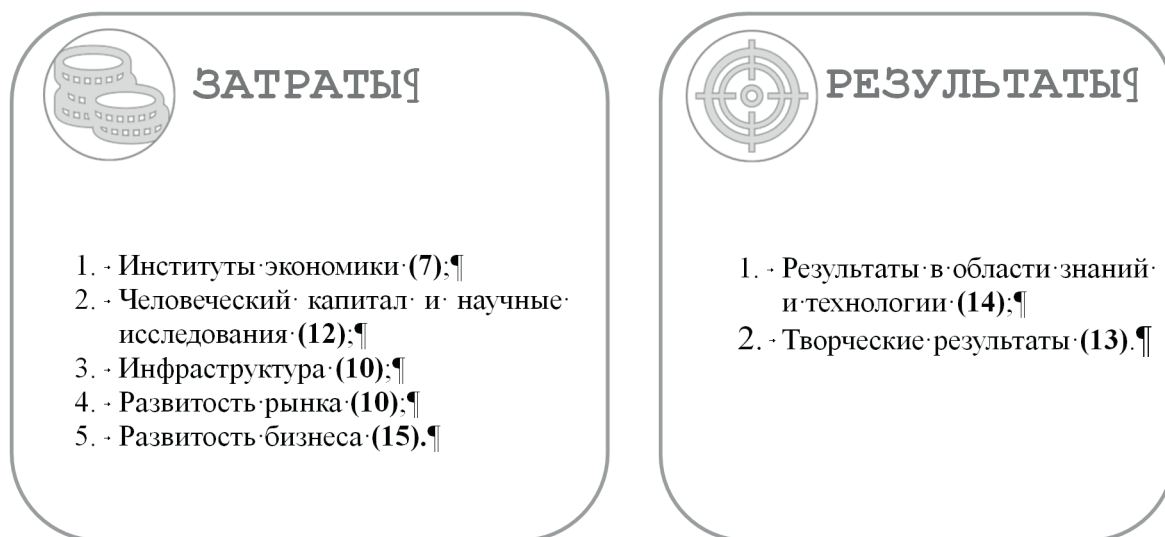 ЗАТРАТЫ¶
1. Институты экономики (7);¶
2. Человеческий капитал и научные
исследования (12);¶
3. Инфраструктура (10);¶
4. Развитость рынка (10);¶
5. Развитость бизнеса (15).¶
РЕЗУЛЬТАТЫ¶
1. Результаты в области знаний
и технологии (14);¶
2. Творческие результаты (13).¶